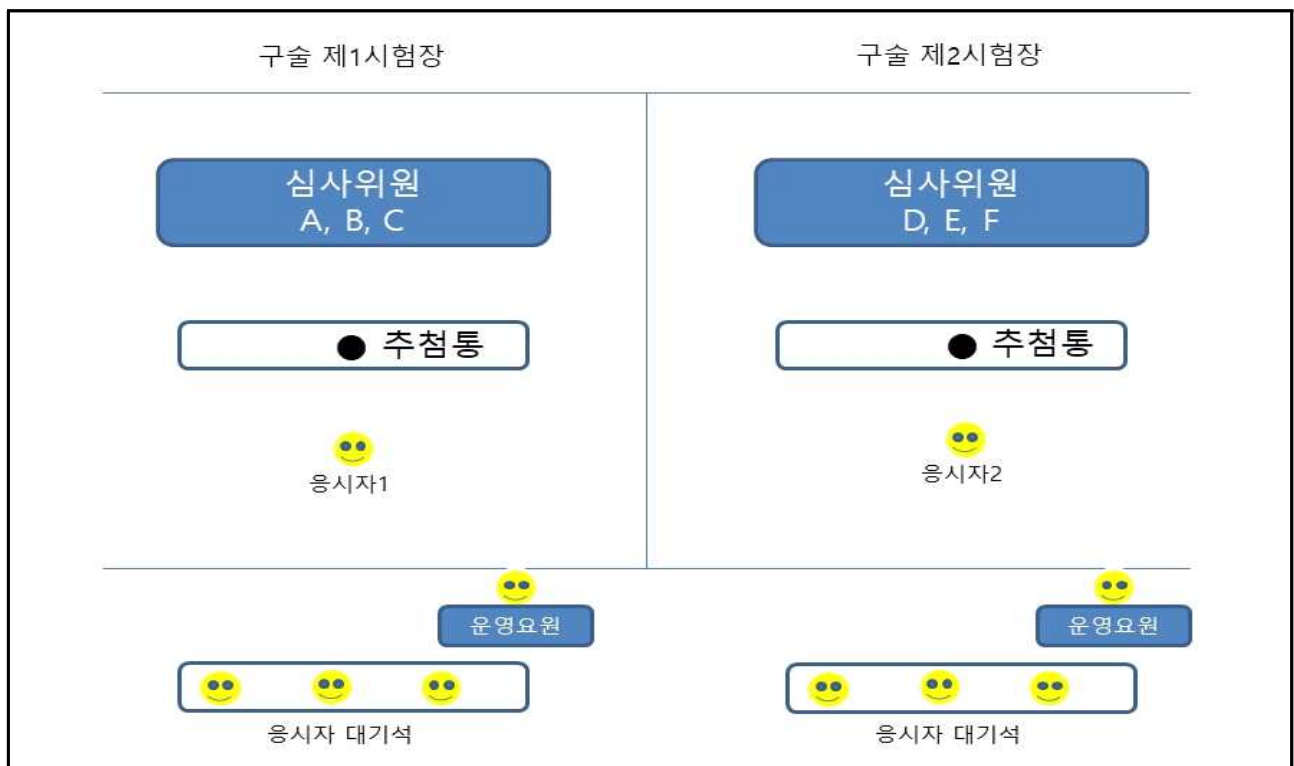 구술 제1시험장
구술 제2시험장
심사위원
A, B, C
심사위원
D, E, F
추첨통
추첨통
응시자1
응시자2
운영요원
운영요원
응시자 대기석
응시자 대기석